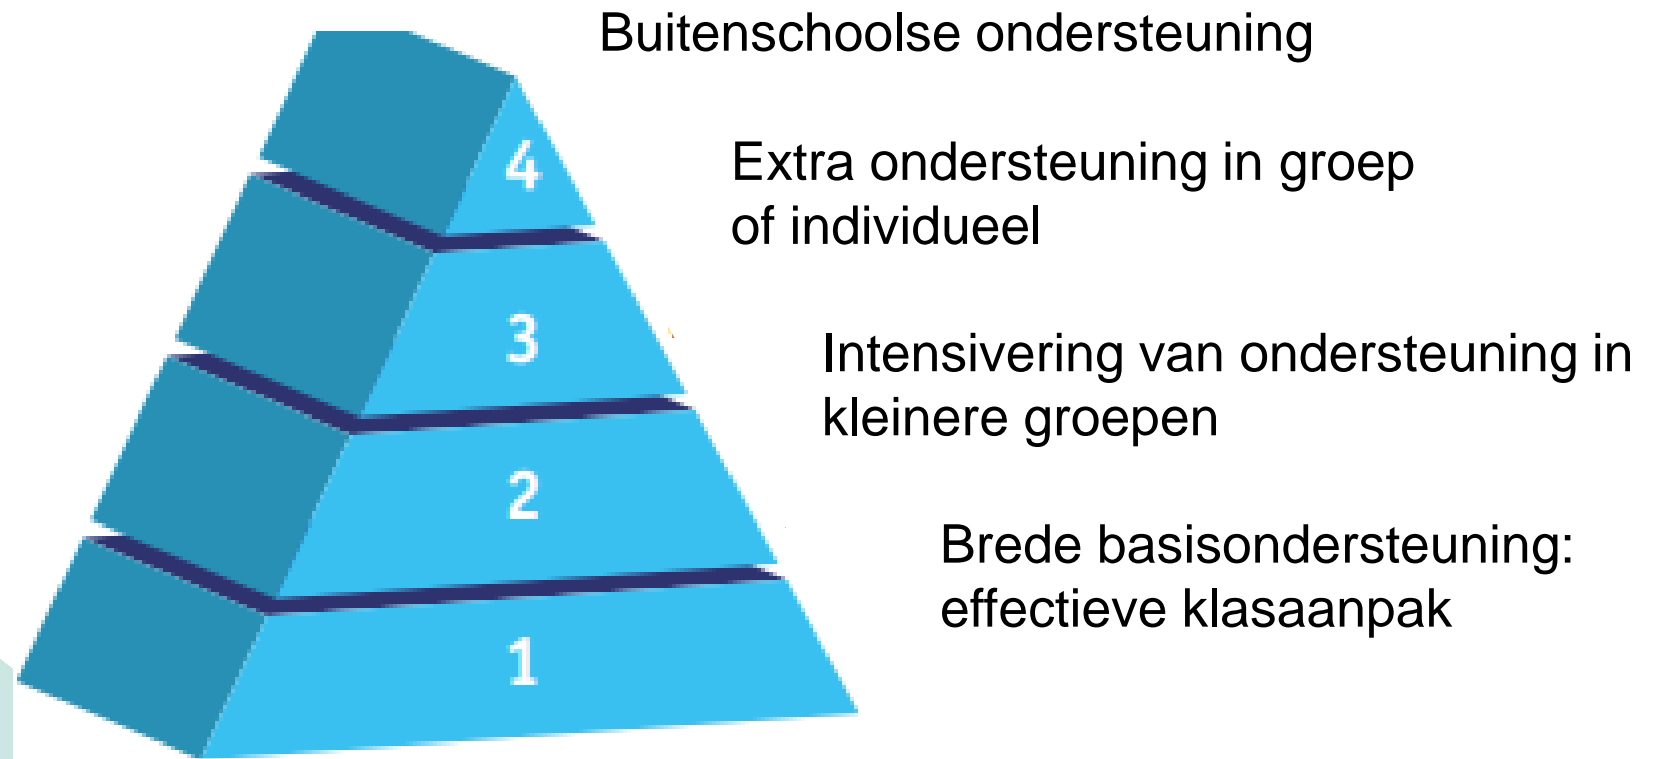 Buitenschoolse ondersteuning
4
Extra ondersteuning in groep
of individueel
3
Intensivering van ondersteuning in
kleinere groepen
2
Brede basisondersteuning:
effectieve klasaanpak
1